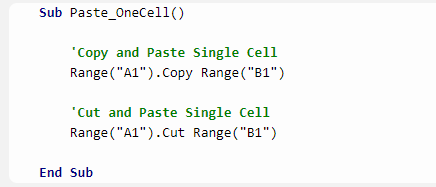 Sub Paste_OneCell()
'Copy and Paste Single Cell
Range("A1").Copy Range("B1")
'Cut and Paste Single Cell
Range("A1").Cut Range("B1")
End Sub